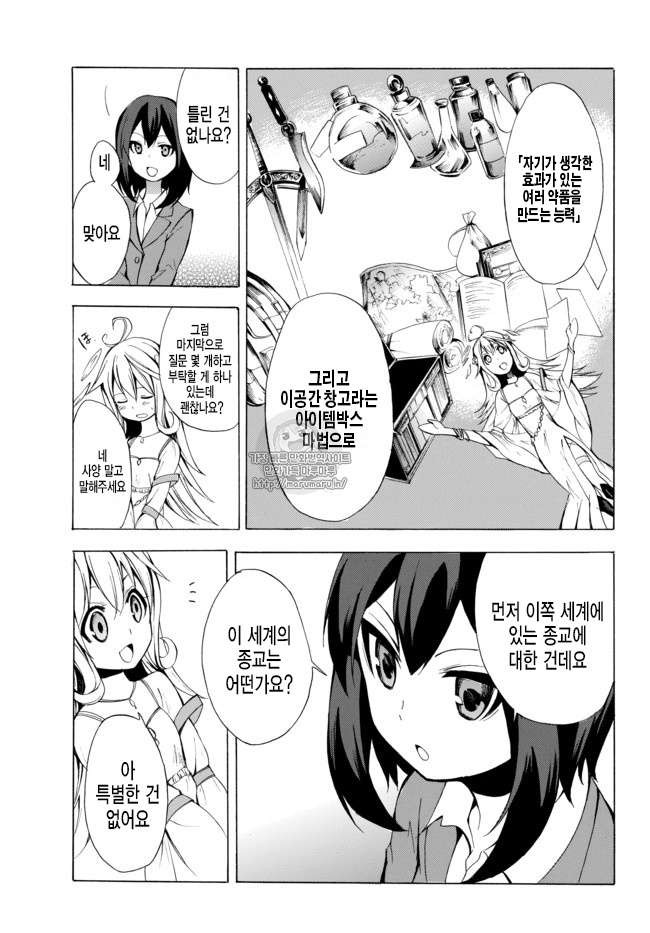 「자기가 생각한
효과가 있는
여러 약품을
만드는 능력」
그리고
이공간 창고라는
아이템박스
마법으로
틀린 건
없나요?
네
맞아요
그럼
마지막으로
질문 몇 개하고
부탁할 게 하나
있는데
괜찮나요?
ほ
네
사양 말고
말해주세요
먼저 이쪽 세계에
있는 종교에
대한 건데요
이 세계의
종교는
어떤가요?
아
특별한 건
없어요
http://marumaru.in/